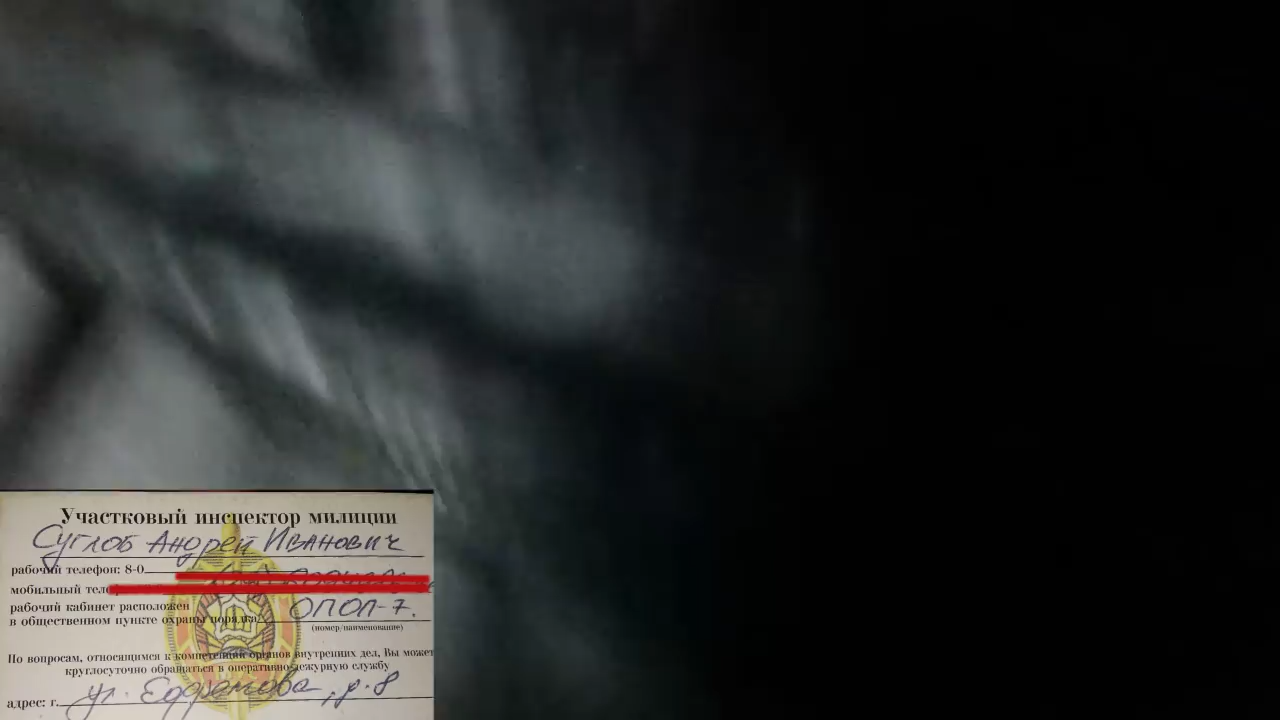 Участковый инспектор милиции
Суглоб Андрей Иванович
рабочий телефон: 8-0
мобильный теле
рабочий кабинет расположен
в общественном пункте охраны порядка ОПОП-7.
(номер/наименование)
По вопросам, относящимся к компетенции органов внутренних дел, Вы может
круглосуточно обращаться в оперативно-дежурную службу
адрес: г. ул. Ефремова, д. 8